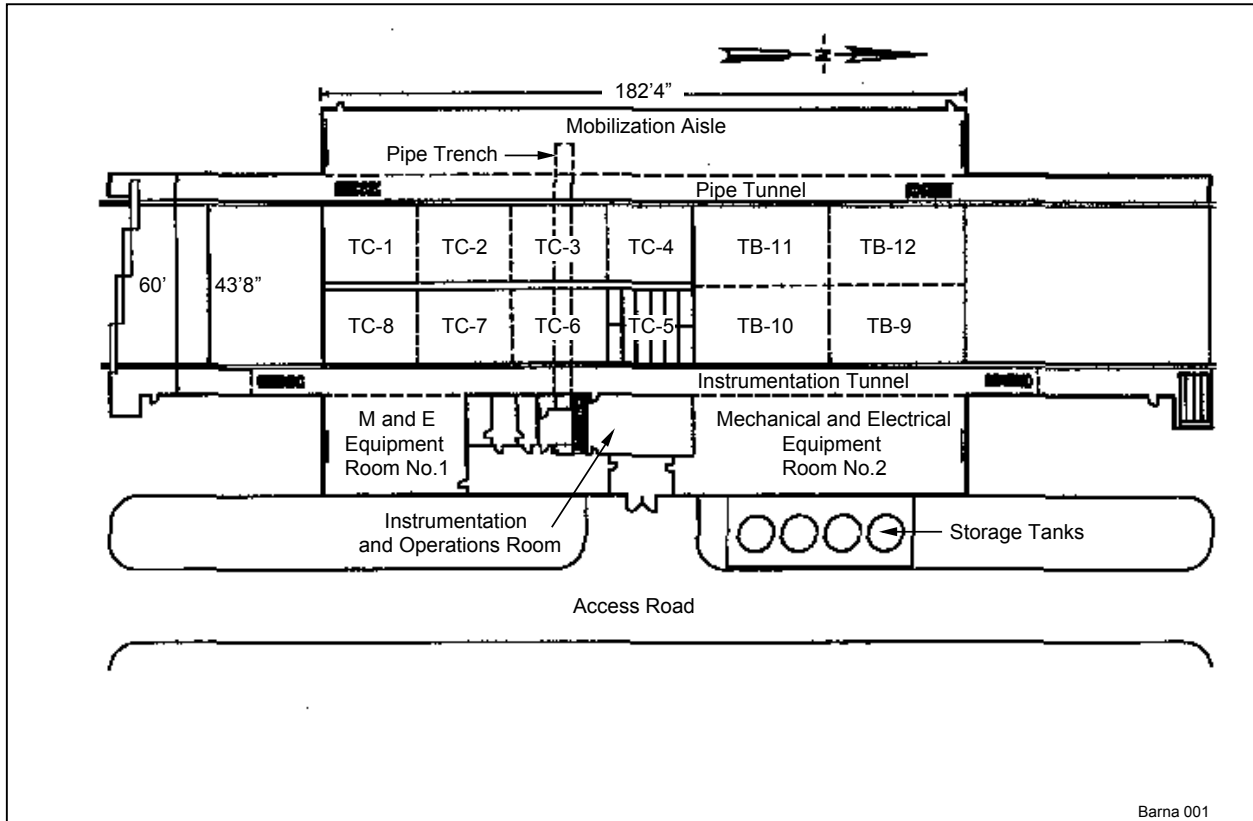 N
182'4"
Mobilization Aisle
Pipe Trench
Pipe Tunnel
TC-1
TC-2
TC-3
TC-4
TB-11
TB-12
60'
43'8"
TC-8
TC-7
TC-6
TC-5
TB-10
TB-9
Instrumentation Tunnel
M and E
Equipment
Room No.1
Mechanical and Electrical
Equipment
Room No.2
Instrumentation
and Operations Room
Storage Tanks
Access Road
Barna 001